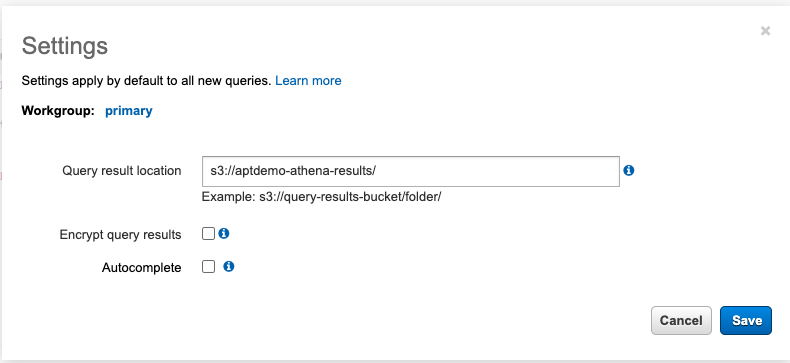 Settings
Settings apply by default to all new queries. Learn more
Workgroup: primary
Query result location s3://aptdemo-athena-results/
Example: s3://query-results-bucket/folder/
Encrypt query results
Autocomplete
Cancel Save